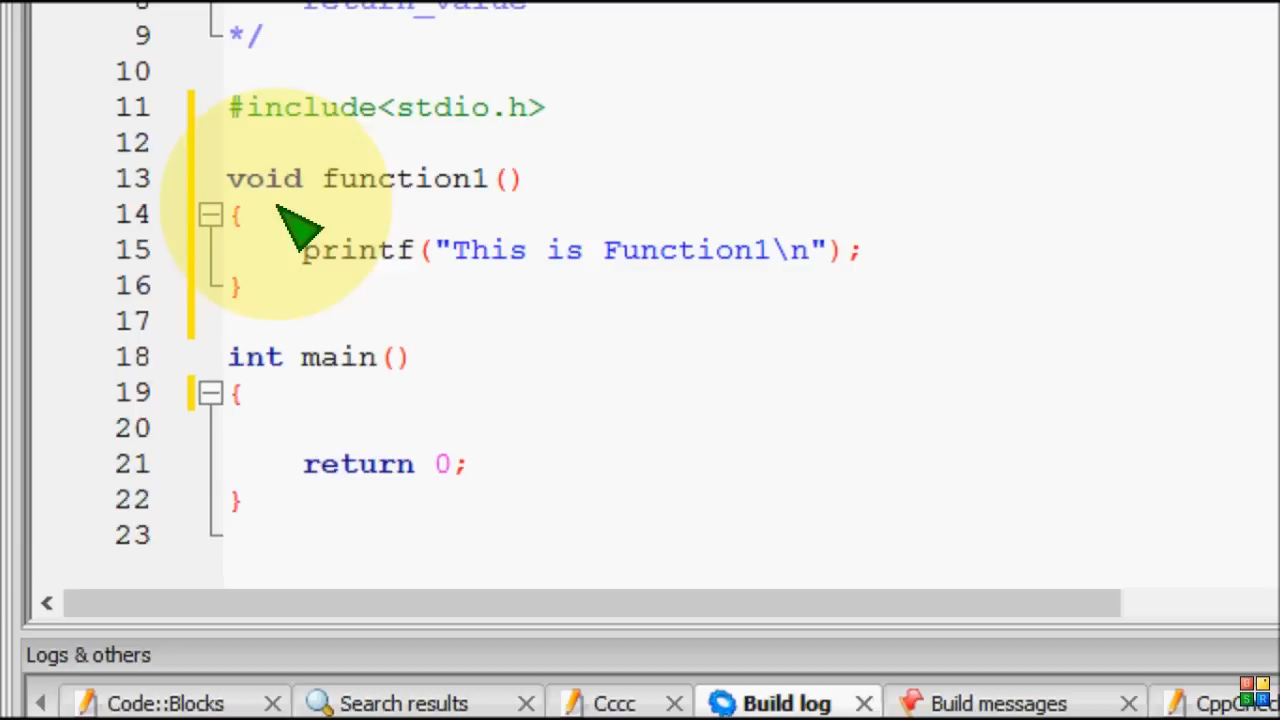 8 return_value
9 */
10
11 #include<stdio.h>
12
13 void function1()
14 {
15 printf("This is Function1\n");
16 }
17
18 int main()
19 {
20
21 return 0;
22 }
23
Logs & others
Code::Blocks Search results Cccc Build log Build messages